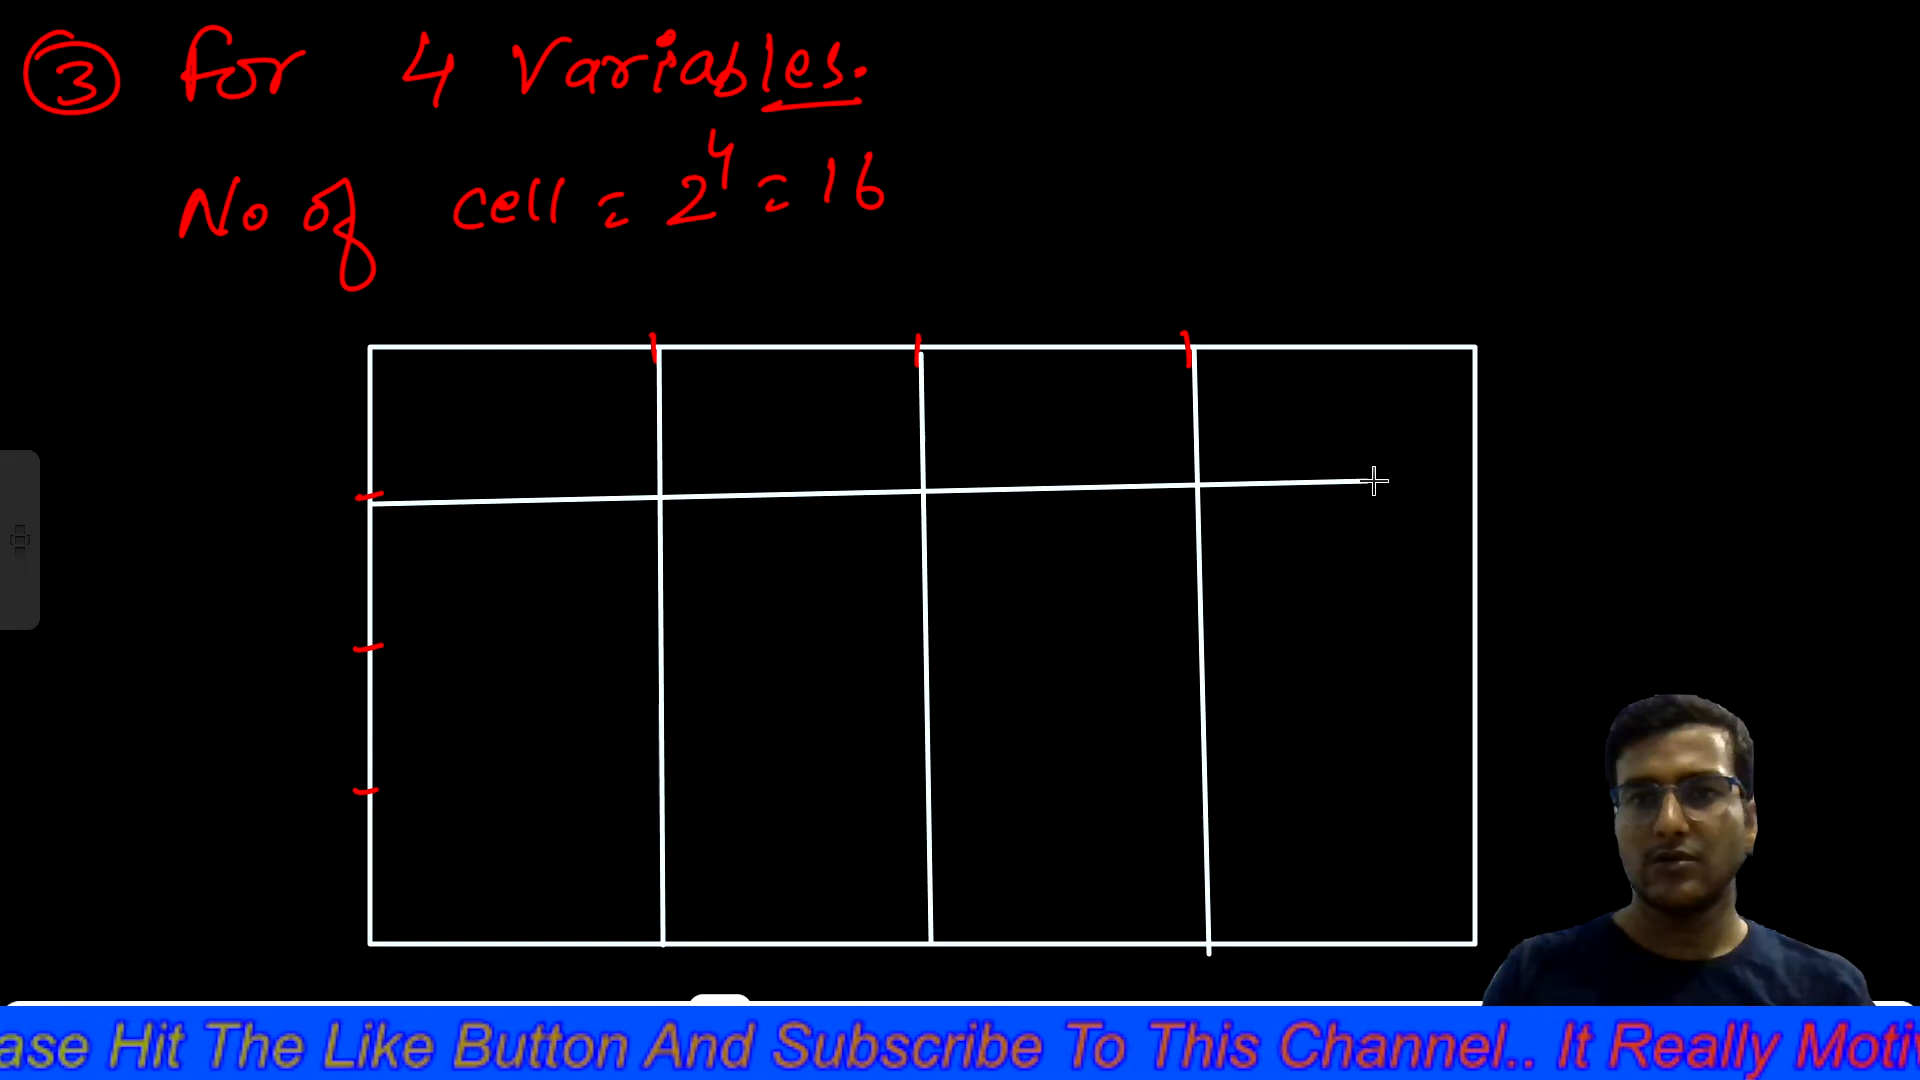 ③ For 4 Variables.
No of cell = 2⁴ = 16
ase Hit The Like Button And Subscribe To This Channel.. It Really Motiv